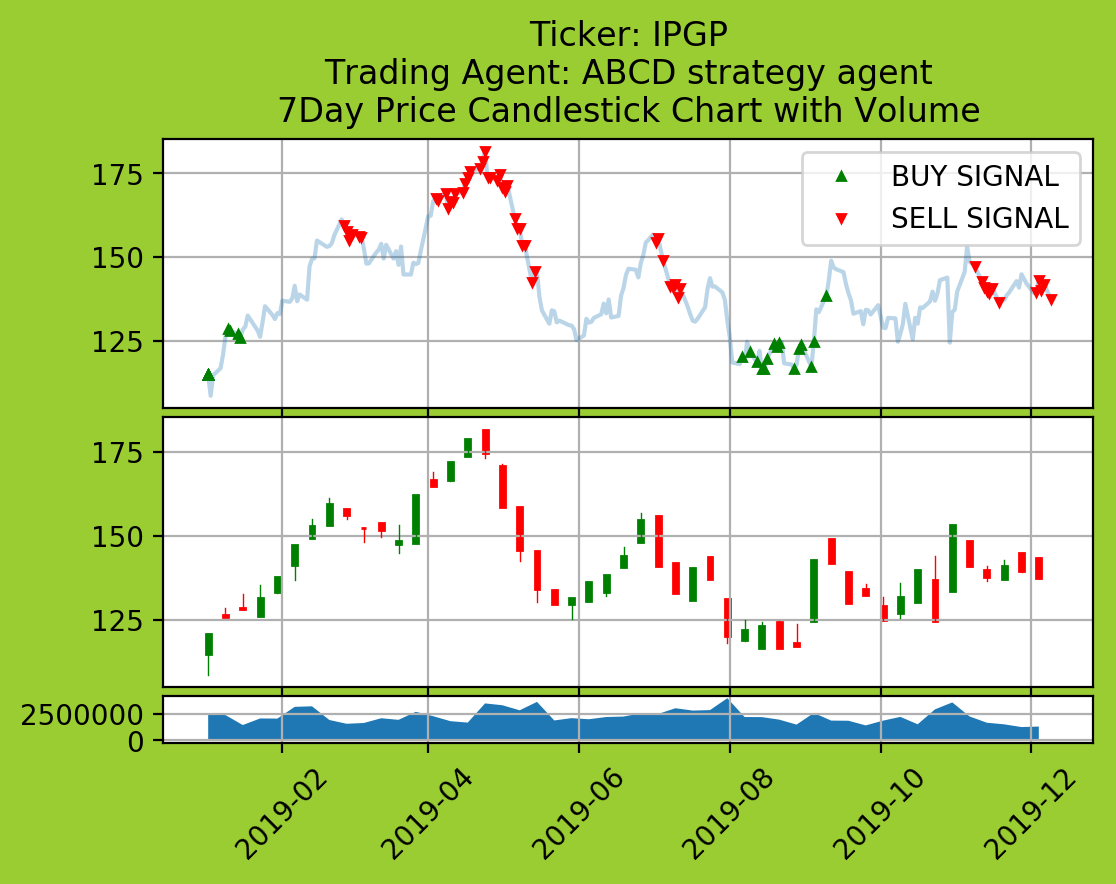 Ticker: IPGP
Trading Agent: ABCD strategy agent
7Day Price Candlestick Chart with Volume
175
150
125
BUY SIGNAL
SELL SIGNAL
175
150
125
2500000
0
2019-02
2019-04
2019-06
2019-08
2019-10
2019-12